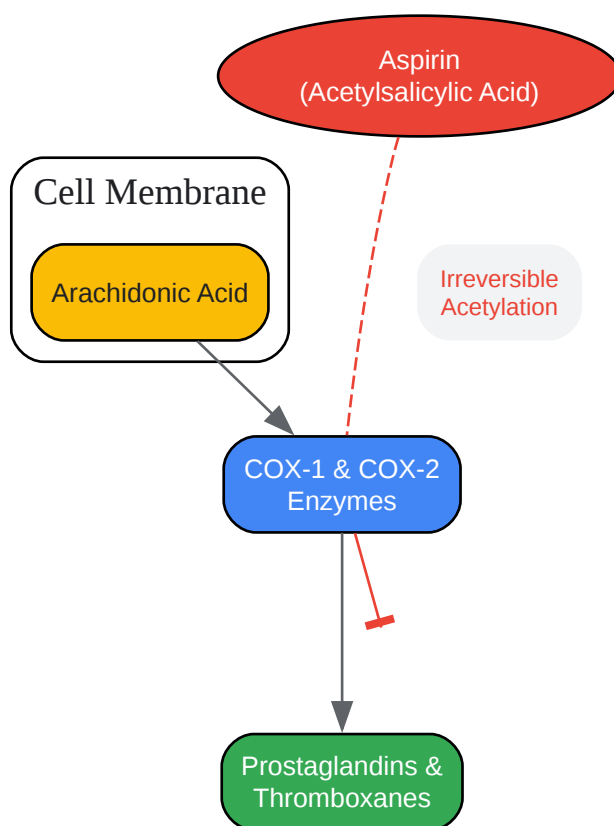 Aspirin
(Acetylsalicylic Acid)
Cell Membrane
Arachidonic Acid
Irreversible
Acetylation
COX-1 & COX-2
Enzymes
Prostaglandins &
Thromboxanes